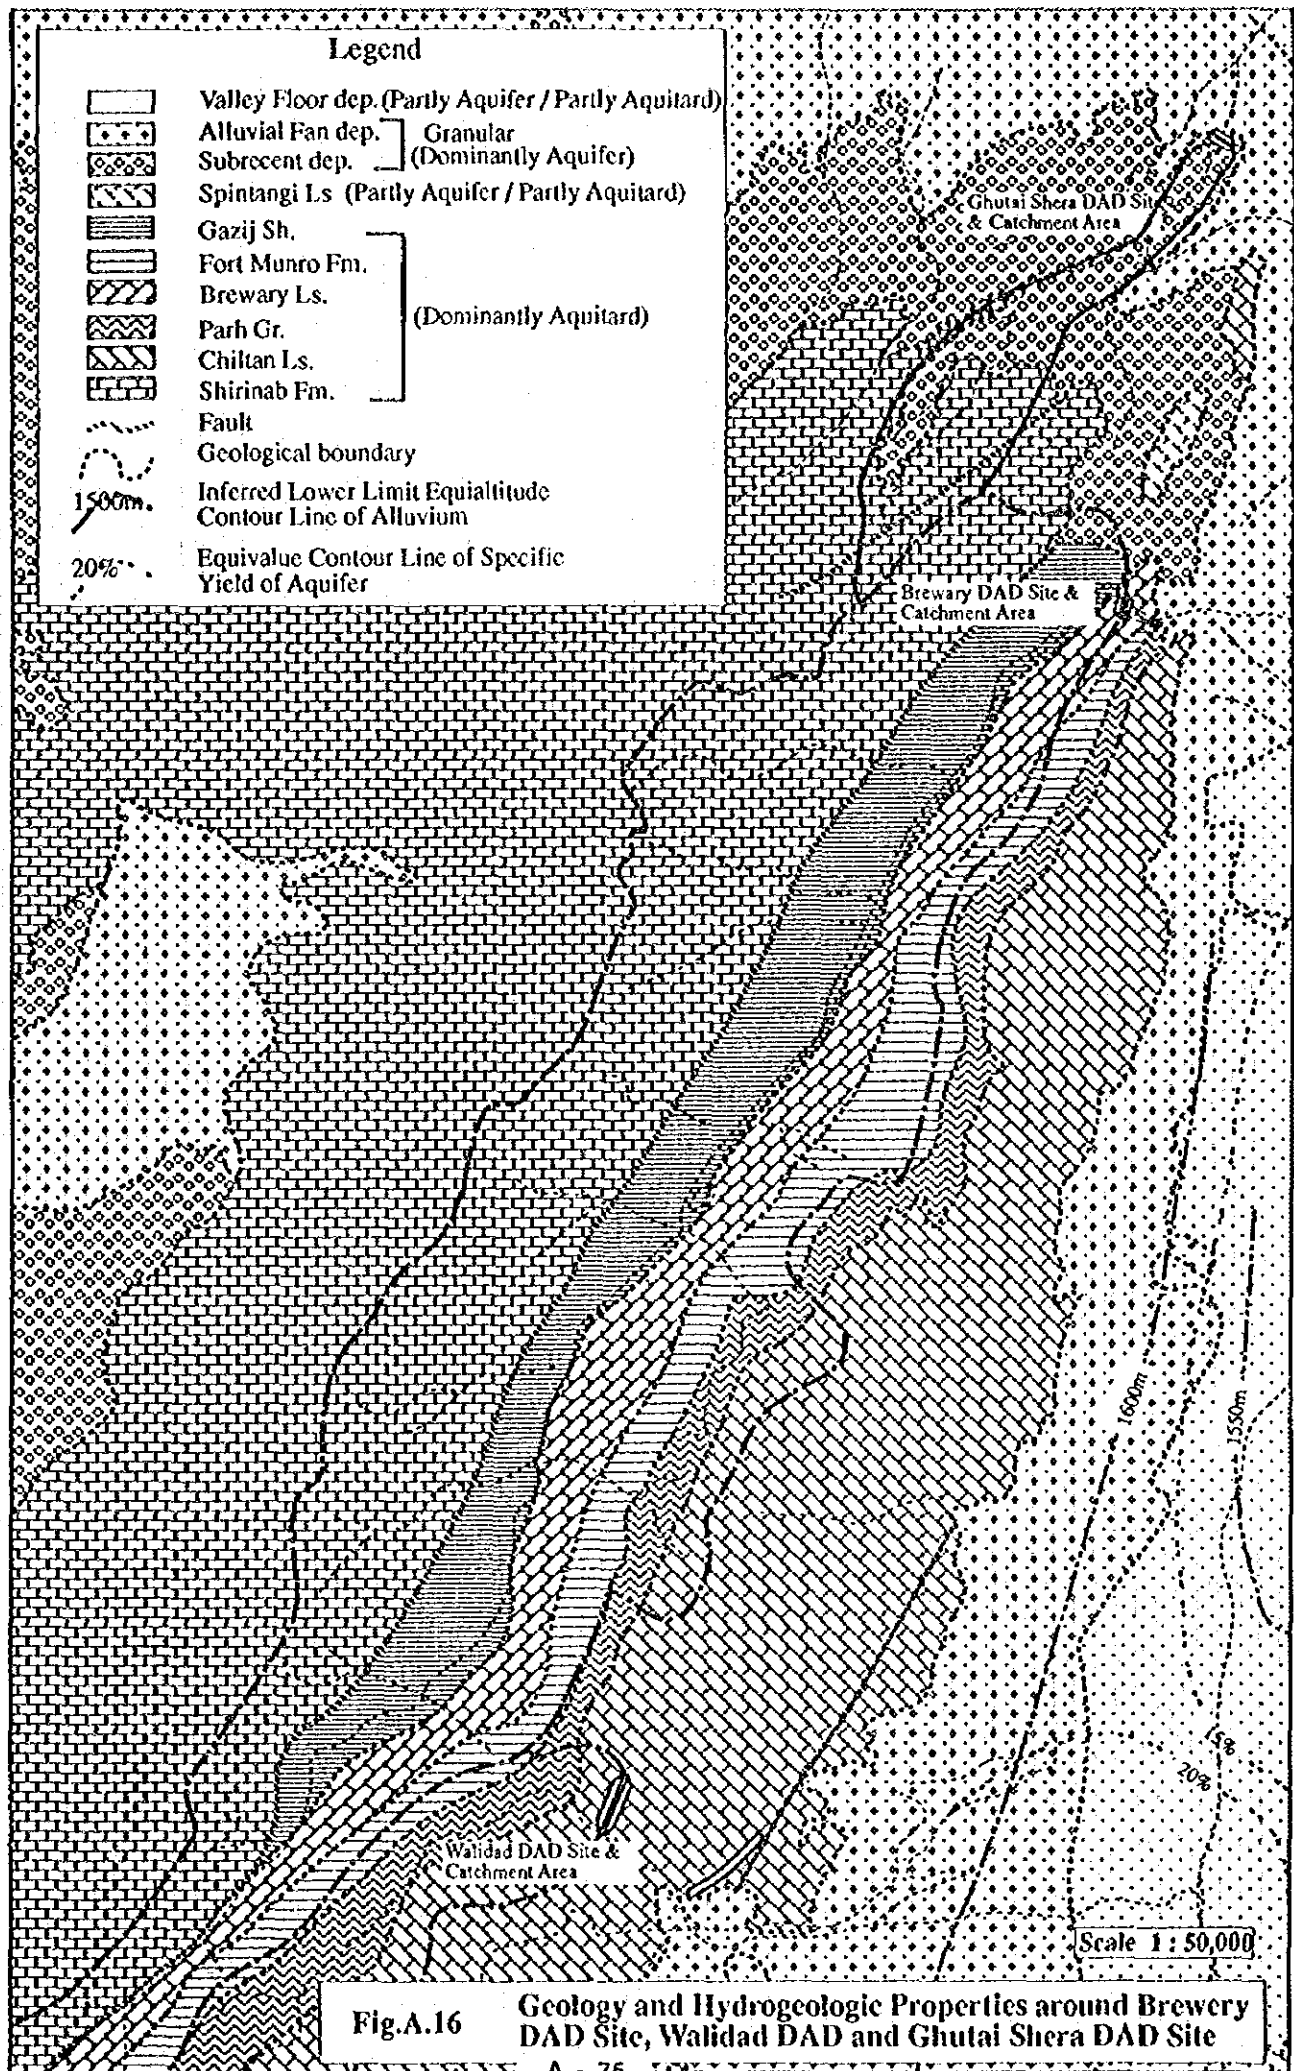 Legend
Valley Floor dep. (Partly Aquifer / Partly Aquitard)
Alluvial Fan dep.
Subrecent dep.
Granular
(Dominantly Aquifer)
Spintangi Ls (Partly Aquifer / Partly Aquitard)
Gazij Sh.
Fort Munro Fm.
Brewary Ls.
Parh Gr.
Chiltan Ls.
Shirinab Fm.
(Dominantly Aquitard)
Fault
Geological boundary
1500m
Inferred Lower Limit Equialtitude
Contour Line of Alluvium
20%
Equivalue Contour Line of Specific
Yield of Aquifer
Ghutai Shera DAD Site
& Catchment Area
Brewary DAD Site &
Catchment Area
1600m
1550m
5%
20%
Walidad DAD Site &
Catchment Area
Scale 1 : 50,000
Fig.A.16 Geology and Hydrogeologic Properties around Brewery
DAD Site, Walidad DAD and Ghutai Shera DAD Site
A - 75